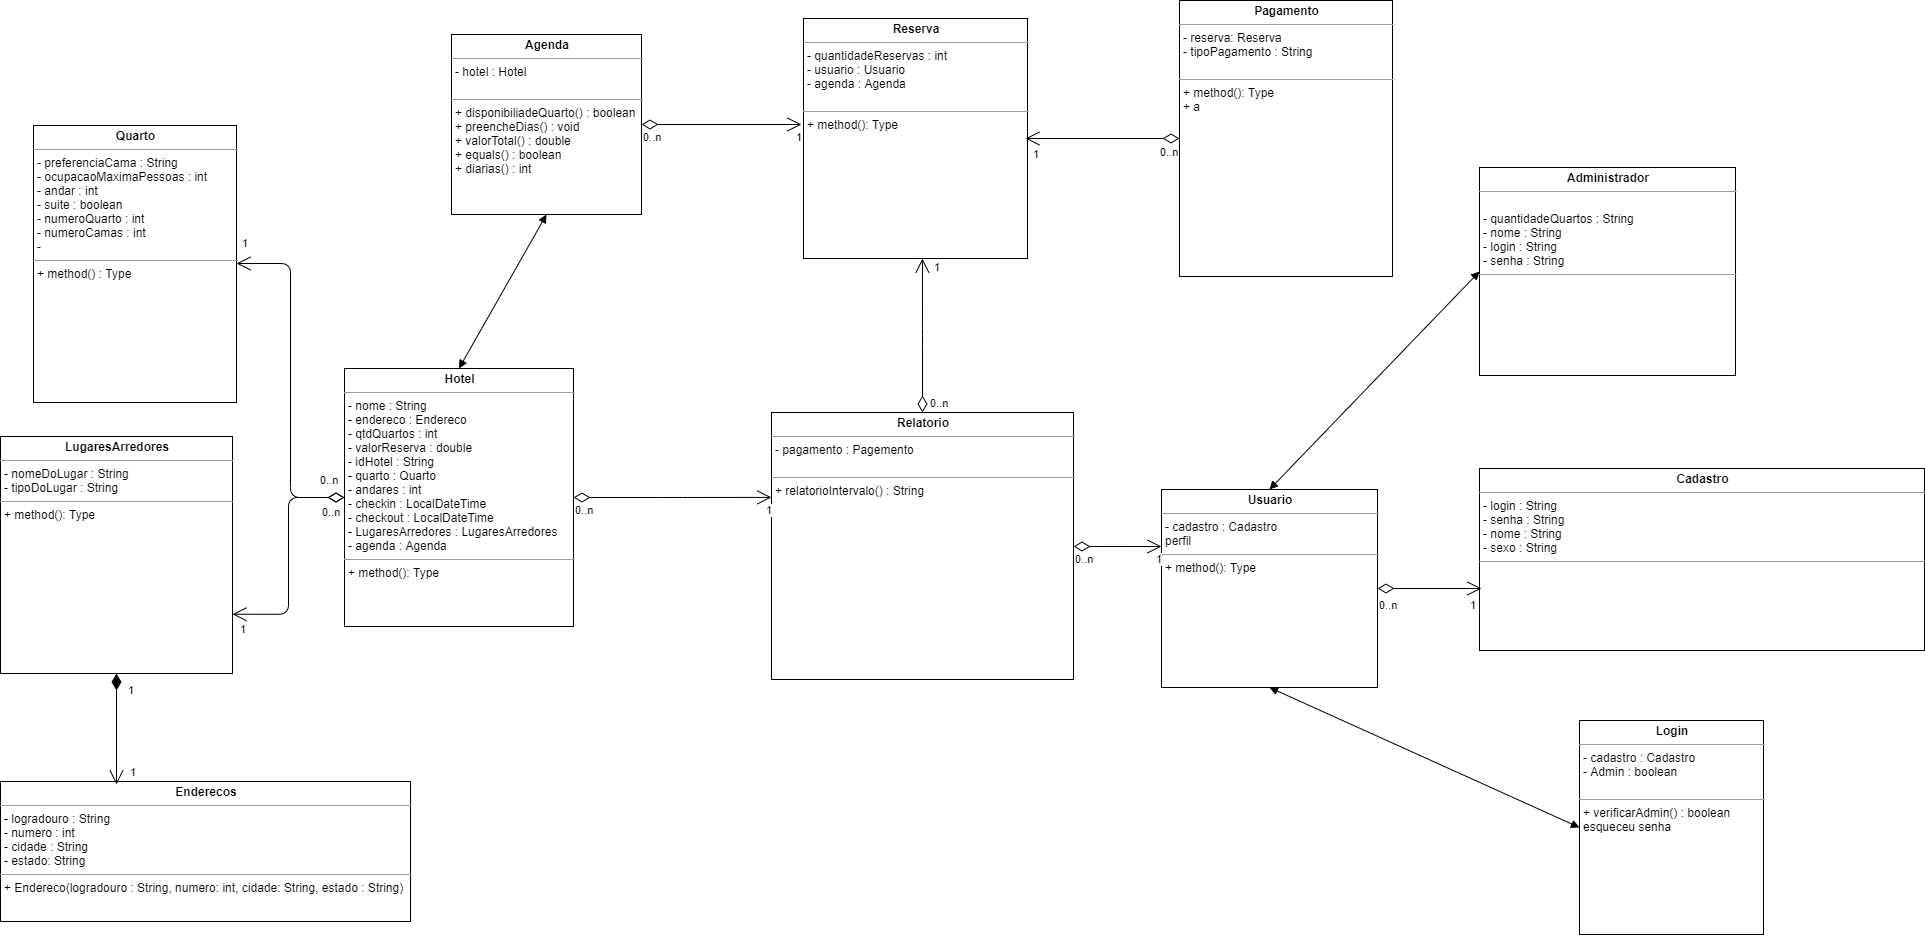 Pagamento
- reserva: Reserva
- tipoPagamento : String
+ method(): Type
+ a
Reserva
- quantidadeReservas : int
- usuario : Usuario
- agenda : Agenda
+ method(): Type
Agenda
- hotel : Hotel
+ disponibiliadeQuarto() : boolean
+ preencheDias() : void
+ valorTotal() : double
+ equals() : boolean
+ diarias() : int
0..n
1
1
0..n
Quarto
- preferenciaCama : String
- ocupacaoMaximaPessoas : int
- andar : int
- suite : boolean
- numeroQuarto : int
- numeroCamas : int
-
+ method() : Type
1
Administrador
- quantidadeQuartos : String
- nome : String
- login : String
- senha : String
1
0..n
Hotel
- nome : String
- endereco : Endereco
- qtdQuartos : int
- valorReserva : double
- idHotel : String
- quarto : Quarto
- andares : int
- checkin : LocalDateTime
- checkout : LocalDateTime
- LugaresArredores : LugaresArredores
- agenda : Agenda
+ method(): Type
0..n
0..n
0..n
1
Relatorio
- pagamento : Pagemento
+ relatorioIntervalo() : String
0..n
1
LugaresArredores
- nomeDoLugar : String
- tipoDoLugar : String
+ method(): Type
1
1
1
Usuario
- cadastro : Cadastro
perfil
+ method(): Type
0..n
1
Cadastro
- login : String
- senha : String
- nome : String
- sexo : String
Login
- cadastro : Cadastro
- Admin : boolean
+ verificarAdmin() : boolean
esqueceu senha
Enderecos
- logradouro : String
- numero : int
- cidade : String
- estado: String
+ Endereco(logradouro : String, numero: int, cidade: String, estado : String)